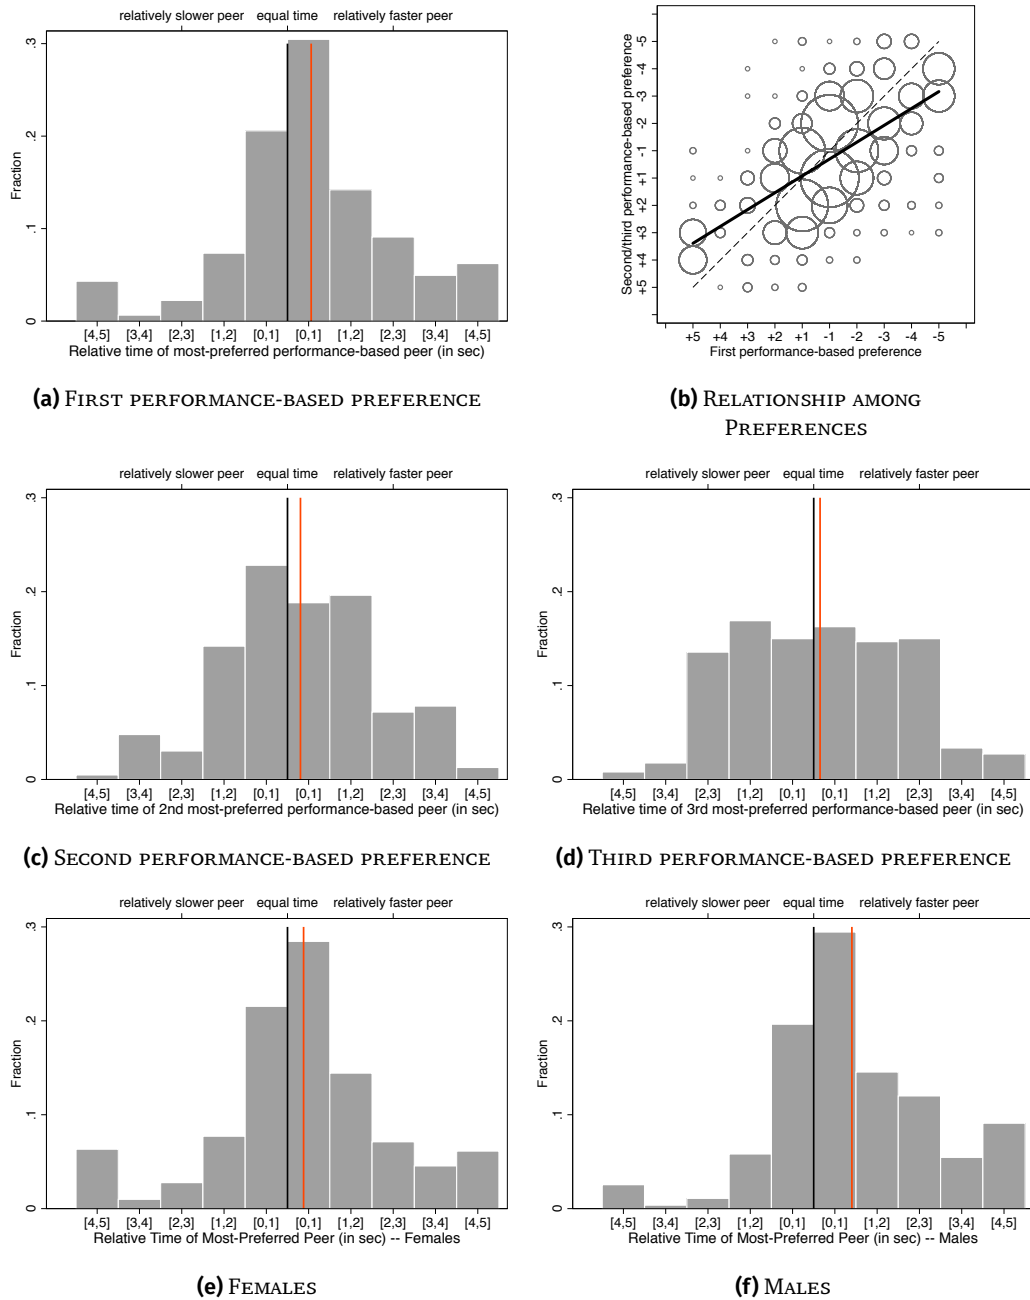 relatively slower peer equal time relatively faster peer
.3
.2
.1
0
Fraction
[4,5] [3,4] [2,3] [1,2] [0,1] [0,1] [1,2] [2,3] [3,4] [4,5]
Relative time of most-preferred performance-based peer (in sec)
(a) First performance-based preference
Second/third performance-based preference
-5
-4
-3
-2
-1
+1
+2
+3
+4
+5
+5 +4 +3 +2 +1 -1 -2 -3 -4 -5
First performance-based preference
(b) Relationship among
Preferences
relatively slower peer equal time relatively faster peer
.3
.2
.1
0
Fraction
[4,5] [3,4] [2,3] [1,2] [0,1] [0,1] [1,2] [2,3] [3,4] [4,5]
Relative time of 2nd most-preferred performance-based peer (in sec)
(c) Second performance-based preference
relatively slower peer equal time relatively faster peer
.3
.2
.1
0
Fraction
[4,5] [3,4] [2,3] [1,2] [0,1] [0,1] [1,2] [2,3] [3,4] [4,5]
Relative time of 3rd most-preferred performance-based peer (in sec)
(d) Third performance-based preference
relatively slower peer equal time relatively faster peer
.3
.2
.1
0
Fraction
[4,5] [3,4] [2,3] [1,2] [0,1] [0,1] [1,2] [2,3] [3,4] [4,5]
Relative Time of Most-Preferred Peer (in sec) -- Females
(e) Females
relatively slower peer equal time relatively faster peer
.3
.2
.1
0
Fraction
[4,5] [3,4] [2,3] [1,2] [0,1] [0,1] [1,2] [2,3] [3,4] [4,5]
Relative Time of Most-Preferred Peer (in sec) -- Males
(f) Males